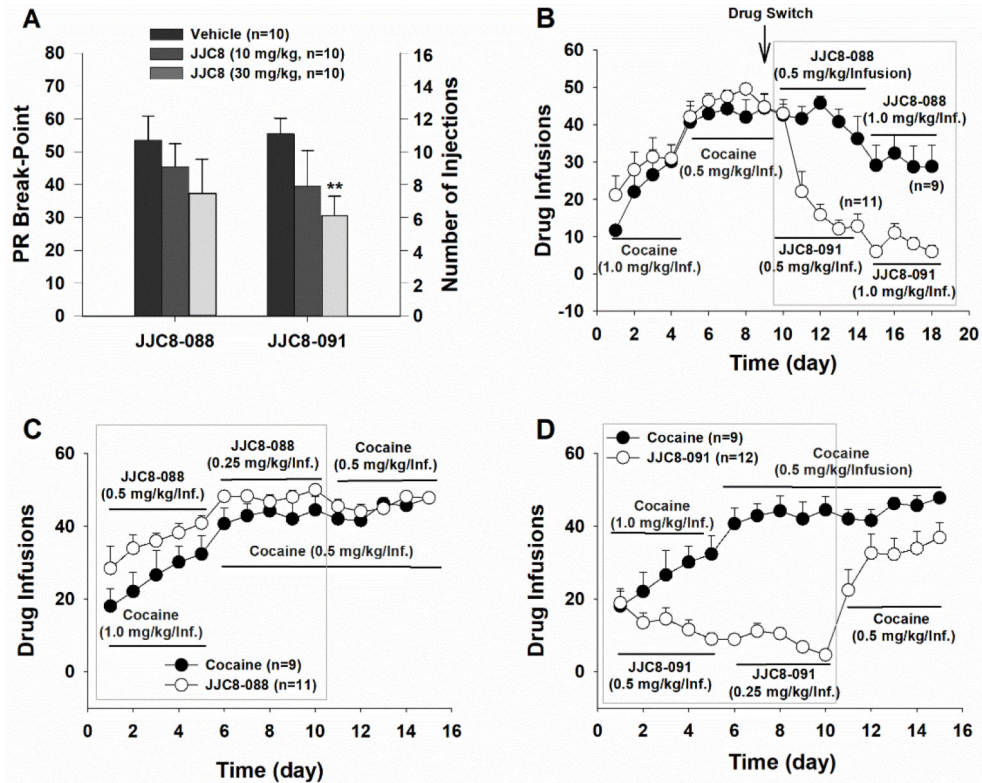 A
Vehicle (n=10)
JJC8 (10 mg/kg, n=10)
JJC8 (30 mg/kg, n=10)
PR Break-Point
80
70
60
50
40
30
20
10
0
**
16
14
12
10
8
6
4
2
0
Number of Injections
JJC8-088
JJC8-091
B
Drug Switch
Drug Infusions
60
50
40
30
20
10
0
-10
JJC8-088
(0.5 mg/kg/Infusion)
JJC8-088
(1.0 mg/kg/Inf.)
Cocaine
(0.5 mg/kg/Inf.)
(n=9)
(n=11)
Cocaine
(1.0 mg/kg/Inf.)
JJC8-091
(0.5 mg/kg/Inf.)
JJC8-091
(1.0 mg/kg/Inf.)
0 2 4 6 8 10 12 14 16 18 20
Time (day)
C
Drug Infusions
60
40
20
0
JJC8-088
(0.5 mg/kg/Inf.)
JJC8-088
(0.25 mg/kg/Inf.)
Cocaine
(0.5 mg/kg/Inf.)
Cocaine (0.5 mg/kg/Inf.)
Cocaine
(1.0 mg/kg/Inf.)
Cocaine (n=9)
JJC8-088 (n=11)
0 2 4 6 8 10 12 14 16
Time (day)
D
Drug Infusions
60
40
20
0
Cocaine (n=9)
JJC8-091 (n=12)
Cocaine
(0.5 mg/kg/Infusion)
Cocaine
(1.0 mg/kg/Inf.)
Cocaine
(0.5 mg/kg/Inf.)
JJC8-091
(0.5 mg/kg/Inf.)
JJC8-091
(0.25 mg/kg/Inf.)
0 2 4 6 8 10 12 14 16
Time (day)